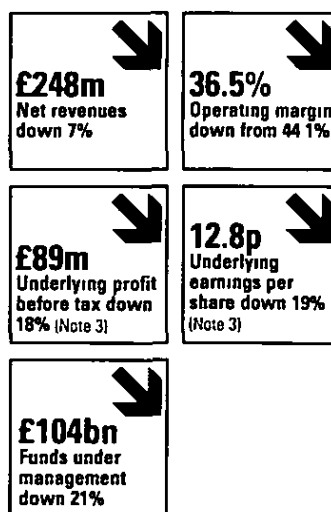 £248m
Net revenues
down 7%
36.5%
Operating margin
down from 44 1%
£89m
Underlying profit
before tax down
18% (Note 3)
12.8p
Underlying
earnings per
share down 19%
(Note 3)
£104bn
Funds under
management
down 21%